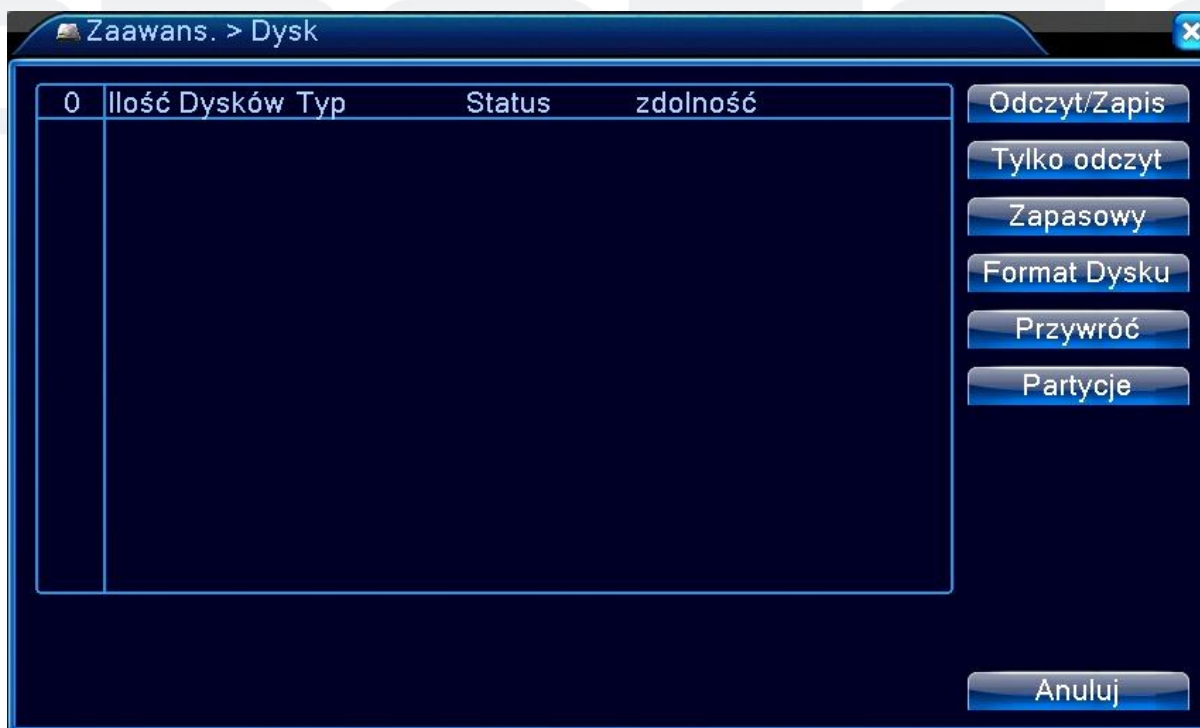 Zaawans. > Dysk
0 Ilość Dysków Typ Status zdolność
Odczyt/Zapis
Tylko odczyt
Zapasowy
Format Dysku
Przywróć
Partycje
Anuluj